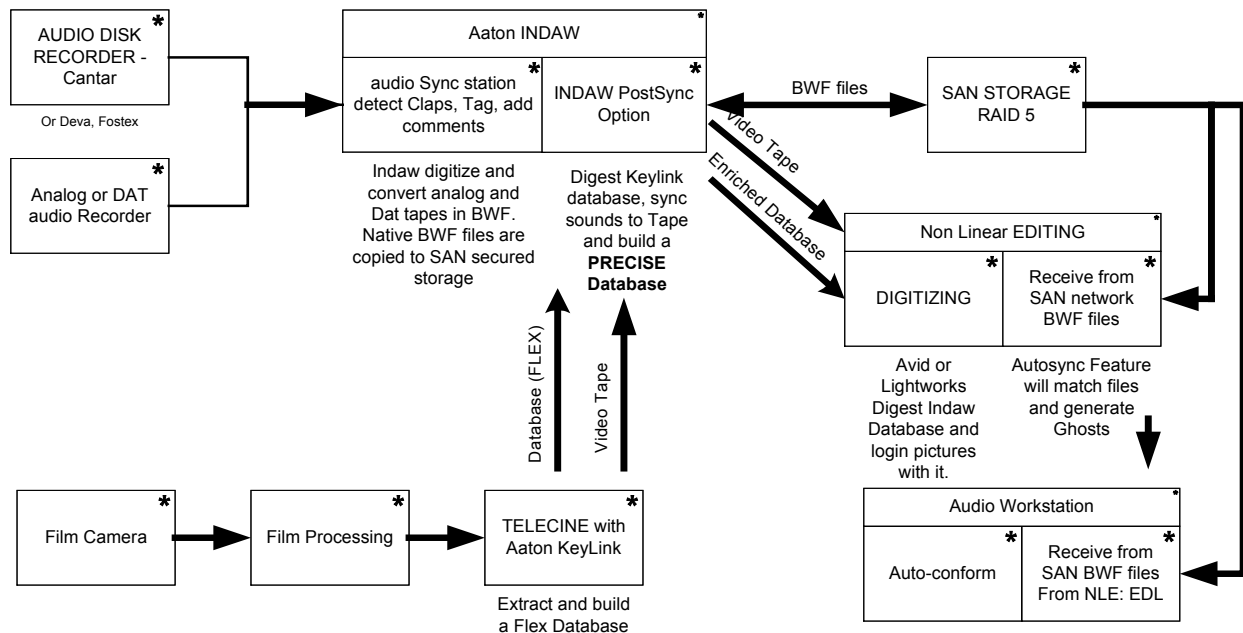 AUDIO DISK
RECORDER -
Cantar
*
Or Deva, Fostex
Analog or DAT
audio Recorder
*
Aaton INDAW
*
audio Sync station
detect Claps, Tag, add
comments
*
INDAW PostSync
Option
*
Indaw digitize and
convert analog and
Dat tapes in BWF.
Native BWF files are
copied to SAN secured
storage
Digest Keylink
database, sync
sounds to Tape
and build a
PRECISE
Database
BWF files
SAN STORAGE
RAID 5
*
Video Tape
Enriched Database
Non Linear EDITING
*
DIGITIZING
*
Receive from
SAN network
BWF files
*
Avid or
Lightworks
Digest Indaw
Database and
login pictures
with it.
Autosync Feature
will match files
and generate
Ghosts
Database (FLEX)
Video Tape
Film Camera
*
Film Processing
*
TELECINE with
Aaton KeyLink
*
Extract and build
a Flex Database
Audio Workstation
*
Auto-conform
*
Receive from
SAN BWF files
From NLE: EDL
*